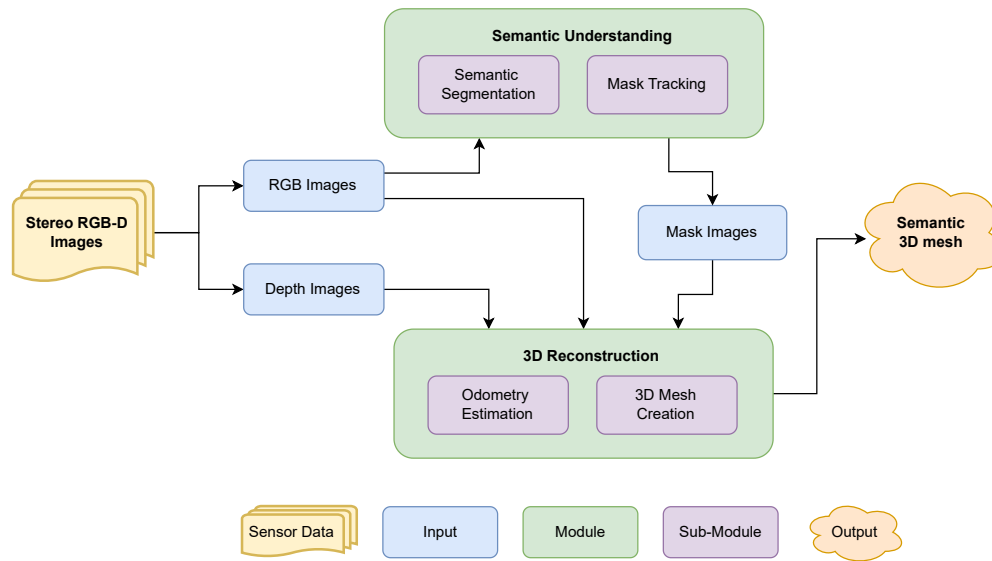 Semantic Understanding
Semantic
Segmentation
Mask Tracking
RGB Images
Stereo RGB-D
Images
Mask Images
Semantic
3D mesh
Depth Images
3D Reconstruction
Odometry
Estimation
3D Mesh
Creation
Sensor Data
Input
Module
Sub-Module
Output